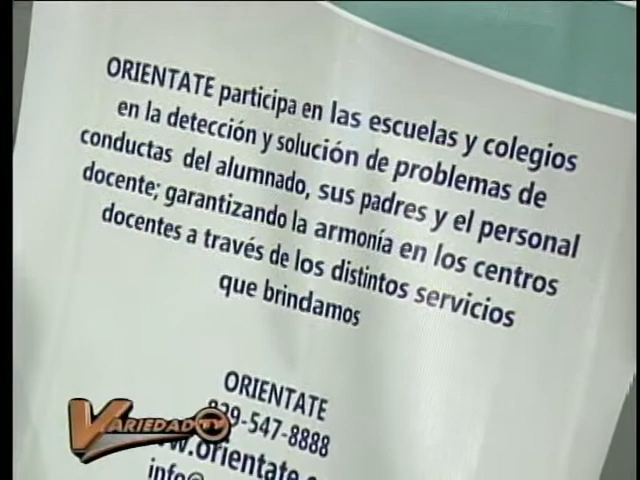 ORIENTATE participa en las escuelas y colegios
en la detección y solución de problemas de
conductas del alumnado, sus padres y el personal
docente; garantizando la armonía en los centros
docentes a través de los distintos servicios
que brindamos
ORIENTATE
829-547-8888
VARIEDAD TV